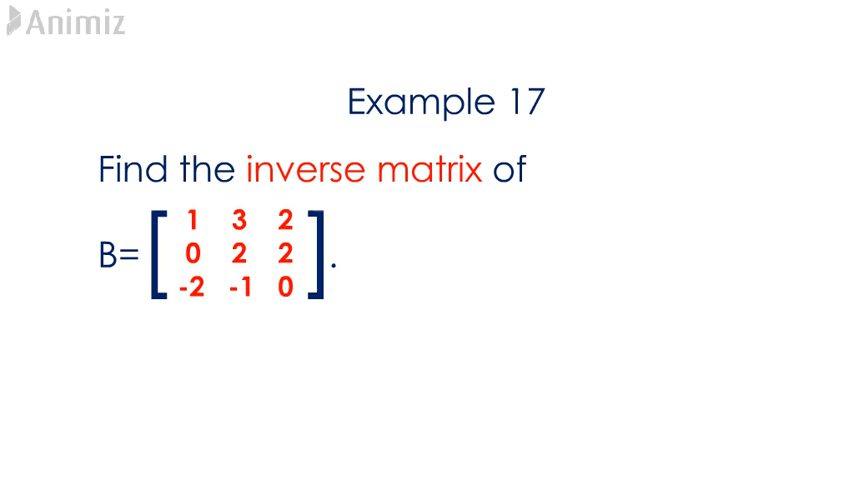 Animiz
Example 17
Find the inverse matrix of
1 3 2
B= 0 2 2 .
-2 -1 0